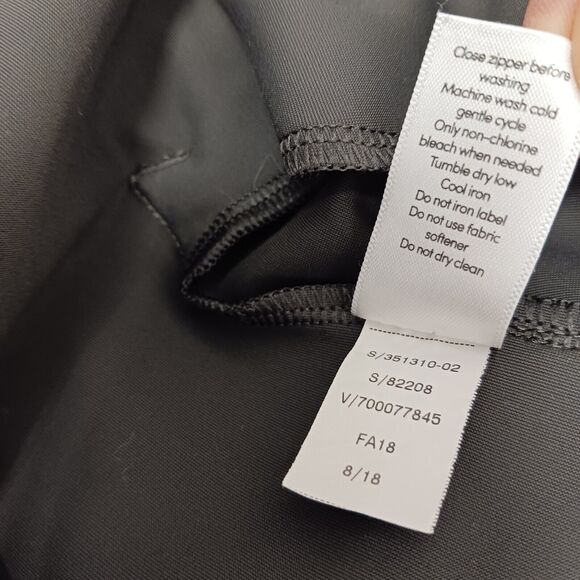 Close zipper before
washing
Machine wash cold
gentle cycle
Only non-chlorine
bleach when needed
Tumble dry low
Cool iron
Do not iron label
Do not use fabric
softener
Do not dry clean
S/351310-02
S/82208
V/700077845
FA18
8/18